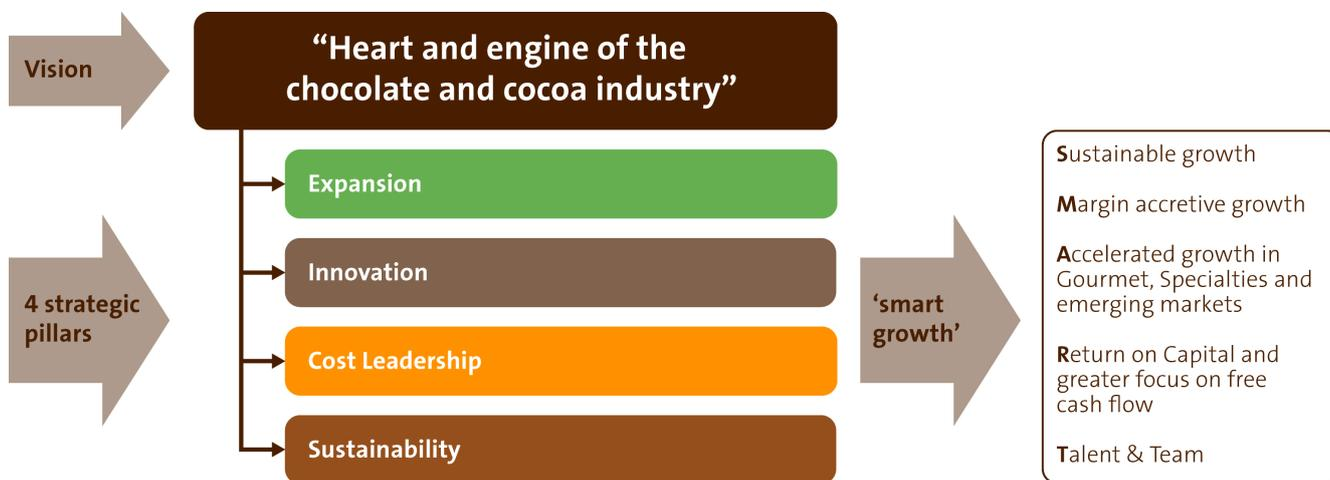 Vision
“Heart and engine of the
chocolate and cocoa industry”
4 strategic
pillars
Expansion
Innovation
Cost Leadership
Sustainability
‘smart
growth’
Sustainable growth
Margin accretive growth
Accelerated growth in
Gourmet, Specialties and
emerging markets
Return on Capital and
greater focus on free
cash flow
Talent & Team